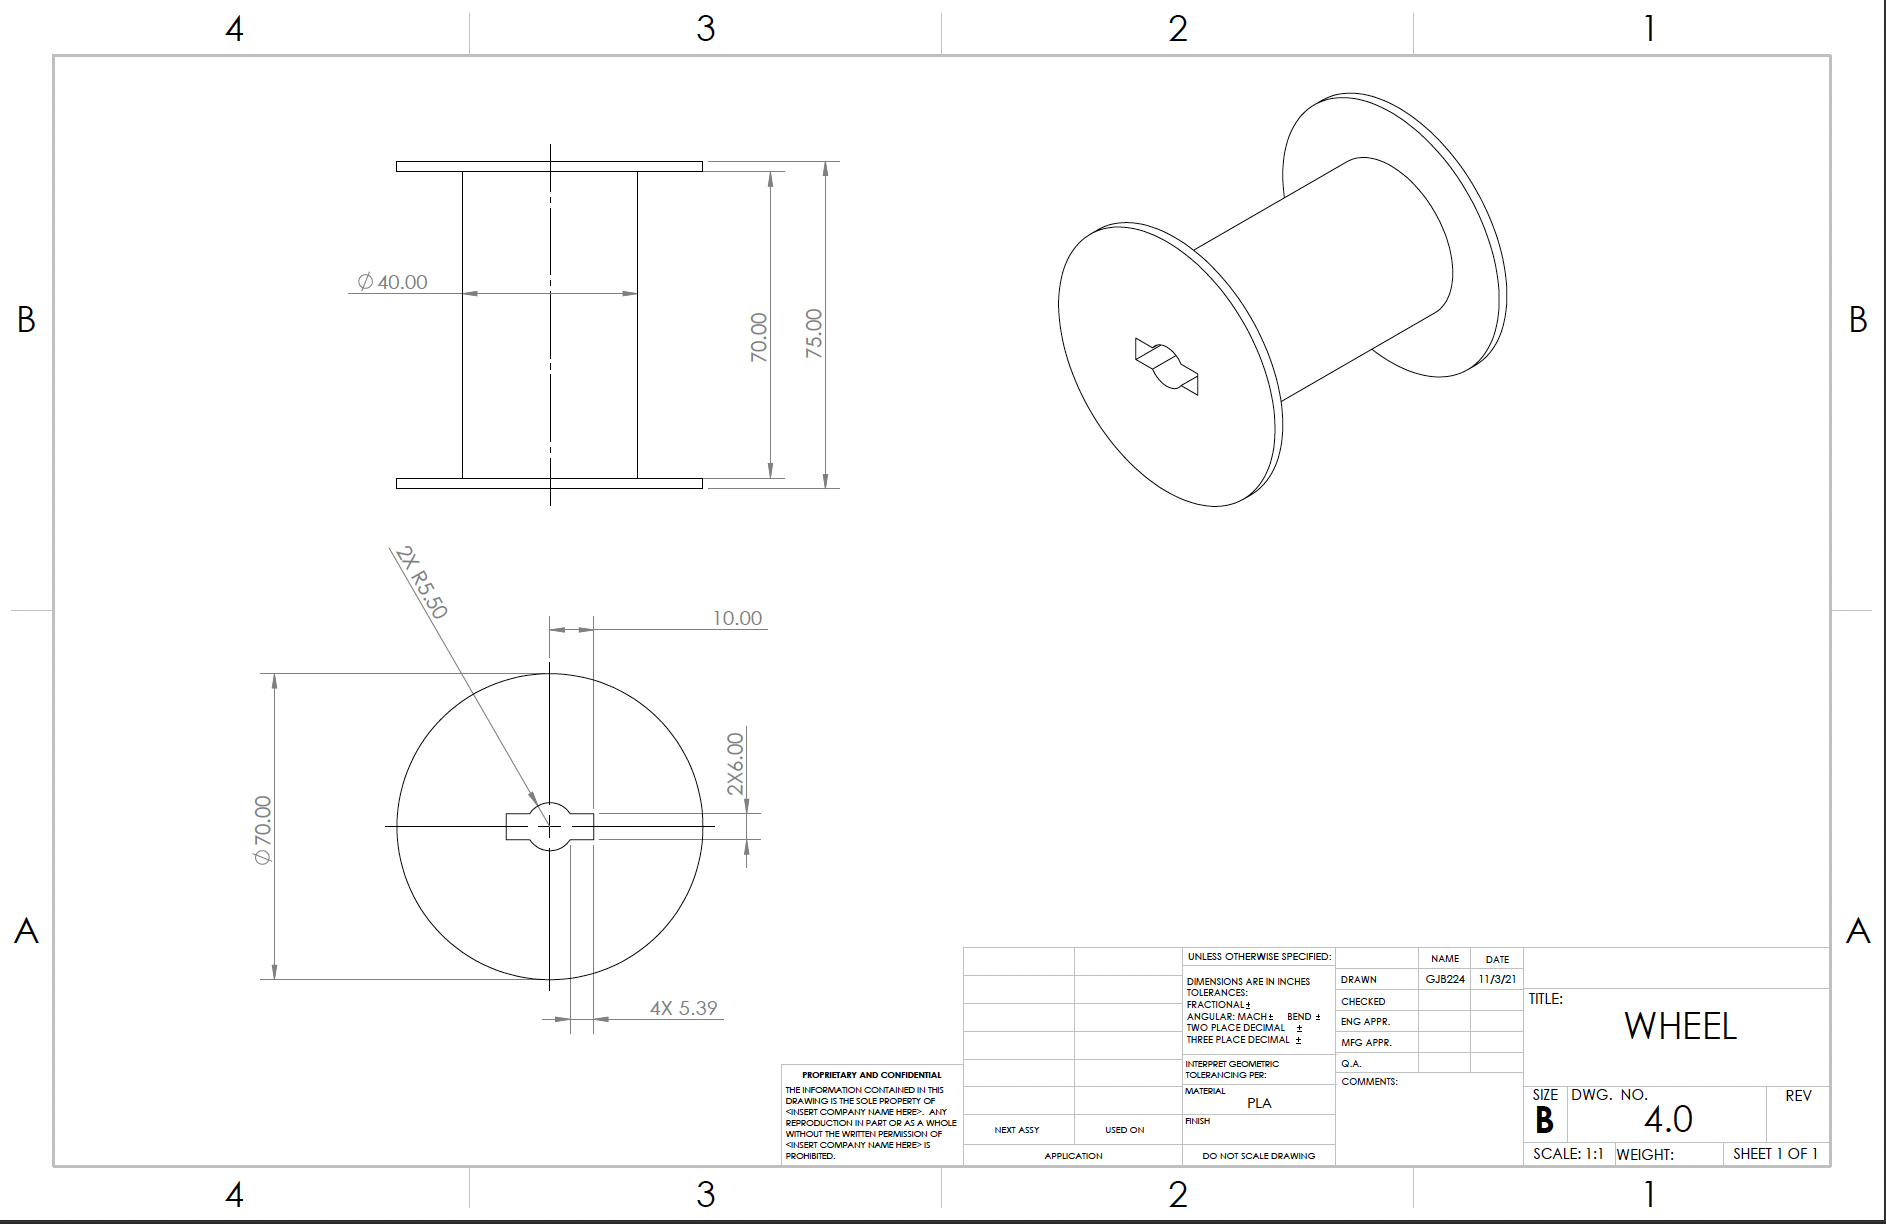 4 3 2 1
B B
A A
⌀ 40.00
70.00
75.00
2X R5.50
10.00
2X6.00
⌀ 70.00
4X 5.39
PROPRIETARY AND CONFIDENTIAL
THE INFORMATION CONTAINED IN THIS
DRAWING IS THE SOLE PROPERTY OF
<INSERT COMPANY NAME HERE>. ANY
REPRODUCTION IN PART OR AS A WHOLE
WITHOUT THE WRITTEN PERMISSION OF
<INSERT COMPANY NAME HERE> IS
PROHIBITED.
NEXT ASSY USED ON
APPLICATION
UNLESS OTHERWISE SPECIFIED:
DIMENSIONS ARE IN INCHES
TOLERANCES:
FRACTIONAL±
ANGULAR: MACH± BEND ±
TWO PLACE DECIMAL ±
THREE PLACE DECIMAL ±
INTERPRET GEOMETRIC
TOLERANCING PER:
MATERIAL
PLA
FINISH
DO NOT SCALE DRAWING
NAME DATE
DRAWN GJB224 11/3/21
CHECKED
ENG APPR.
MFG APPR.
Q.A.
COMMENTS:
TITLE:
WHEEL
SIZE DWG. NO. REV
B 4.0
SCALE: 1:1 WEIGHT: SHEET 1 OF 1
4 3 2 1